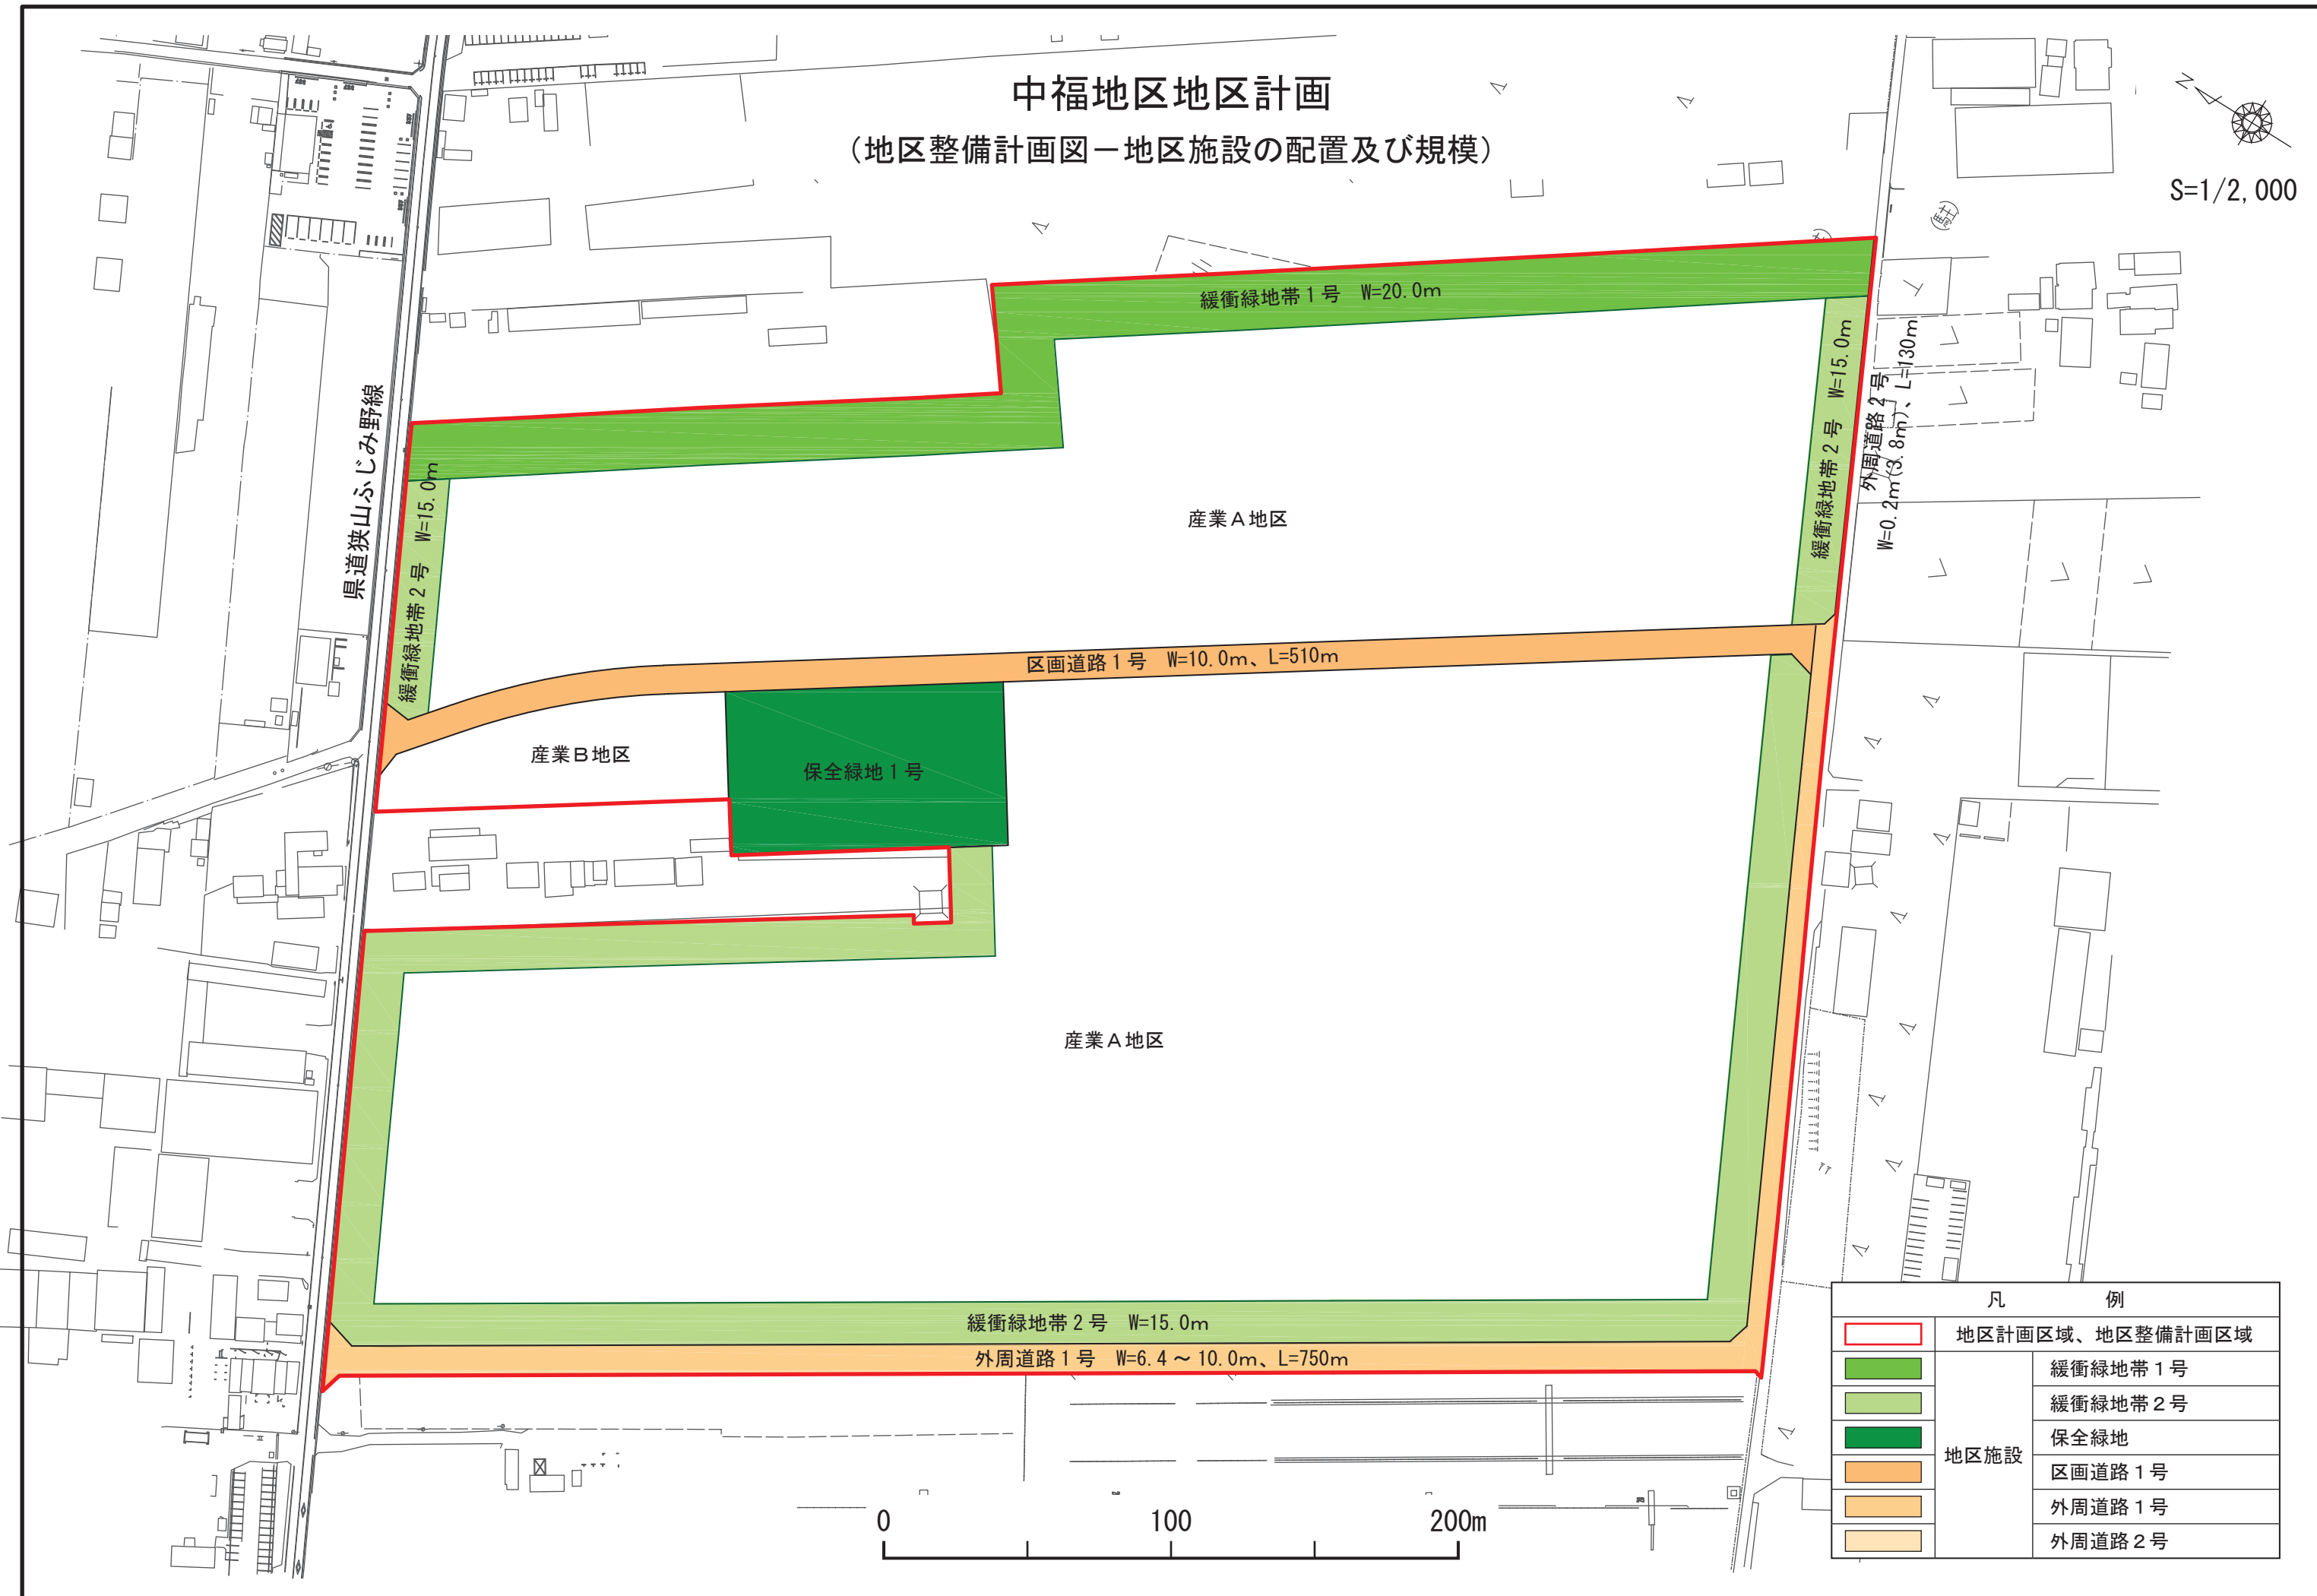 中福地区地区計画
（地区整備計画図－地区施設の配置及び規模）
N
S=1/2,000
緩衝緑地帯１号　W=20.0m
県道狭山ふじみ野線
緩衝緑地帯２号　W=15.0m
緩衝緑地帯２号　W=15.0m
外周道路２号
W=0.2m(3.8m)、L=130m
産業Ａ地区
区画道路１号　W=10.0m、L=510m
産業Ｂ地区
保全緑地１号
産業Ａ地区
緩衝緑地帯２号　W=15.0m
外周道路１号　W=6.4～10.0m、L=750m
0　100　200m
凡　例
地区計画区域、地区整備計画区域
地区施設
緩衝緑地帯１号
緩衝緑地帯２号
保全緑地
区画道路１号
外周道路１号
外周道路２号